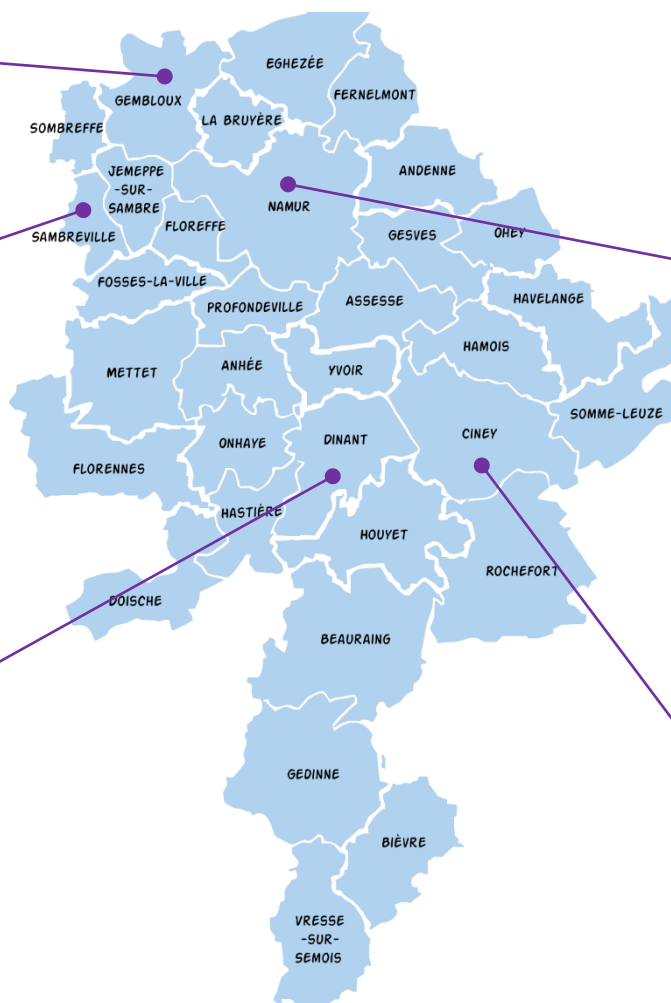 EGHEZÉE
FERNELMONT
GEMBLOUX
LA BRUYÈRE
SOMBREFFE
JEMEPPE
-SUR-
SAMBRE
ANDENNE
NAMUR
FLOREFFE
SAMBREVILLE
GESVES
OHEY
FOSSES-LA-VILLE
PROFONDEVILLE
ASSESSE
HAVELANGE
HAMOIS
METTET
ANHÉE
YVOIR
SOMME-LEUZE
ONHAYE
DINANT
CINEY
FLORENNES
HASTIÈRE
HOUYET
ROCHEFORT
DOISCHE
BEAURAING
GEDINNE
BIÈVRE
VRESSE
-SUR-
SEMOIS